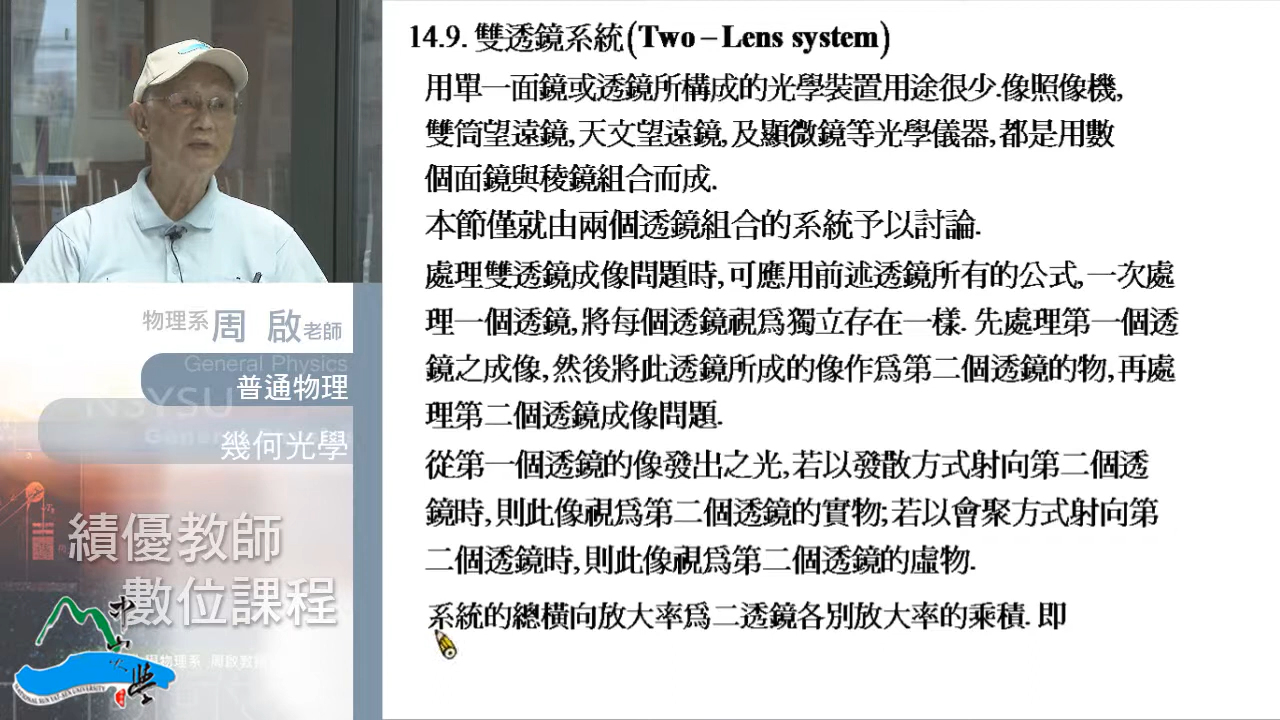 14.9. 雙透鏡系統(Two–Lens system)
用單一面鏡或透鏡所構成的光學裝置用途很少.像照像機,
雙筒望遠鏡,天文望遠鏡,及顯微鏡等光學儀器,都是用數
個面鏡與稜鏡組合而成.
本節僅就由兩個透鏡組合的系統予以討論.
處理雙透鏡成像問題時,可應用前述透鏡所有的公式,一次處
理一個透鏡,將每個透鏡視爲獨立存在一樣. 先處理第一個透
鏡之成像,然後將此透鏡所成的像作爲第二個透鏡的物,再處
理第二個透鏡成像問題.
從第一個透鏡的像發出之光,若以發散方式射向第二個透
鏡時,則此像視爲第二個透鏡的實物;若以會聚方式射向第
二個透鏡時,則此像視爲第二個透鏡的虛物.
系統的總橫向放大率爲二透鏡各別放大率的乘積. 即
物理系 周 啟 老師
General Physics
普通物理
NSYSU
General Physics
幾何光學
績優教師
數位課程
中山大學
NATIONAL SUN YAT-SEN UNIVERSITY